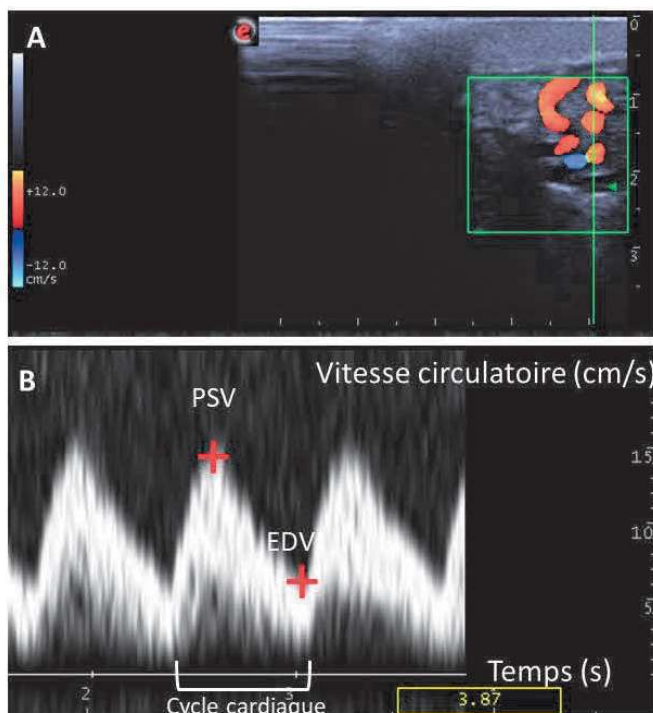 A
e
0
1
+12.0
2
-12.0
cm/s
3
B
Vitesse circulatoire (cm/s)
PSV
15
10
EDV
5
Temps (s)
2
3
3.87
Cycle cardiaque